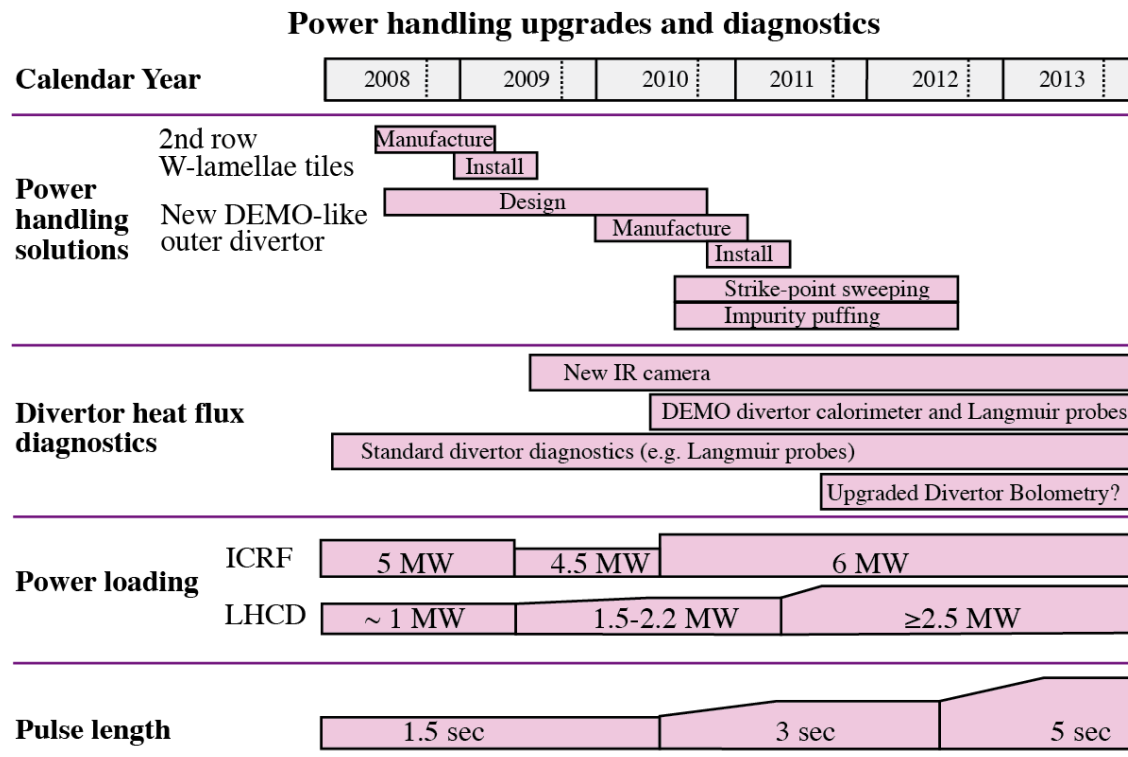 Power handling upgrades and diagnostics
Calendar Year
2008
2009
2010
2011
2012
2013
Power
handling
solutions
2nd row
W-lamellae tiles
Manufacture
Install
New DEMO-like
outer divertor
Design
Manufacture
Install
Strike-point sweeping
Impurity puffing
Divertor heat flux
diagnostics
New IR camera
DEMO divertor calorimeter and Langmuir probes
Standard divertor diagnostics (e.g. Langmuir probes)
Upgraded Divertor Bolometry?
Power loading
ICRF
5 MW
4.5 MW
6 MW
LHCD
~ 1 MW
1.5-2.2 MW
≥2.5 MW
Pulse length
1.5 sec
3 sec
5 sec